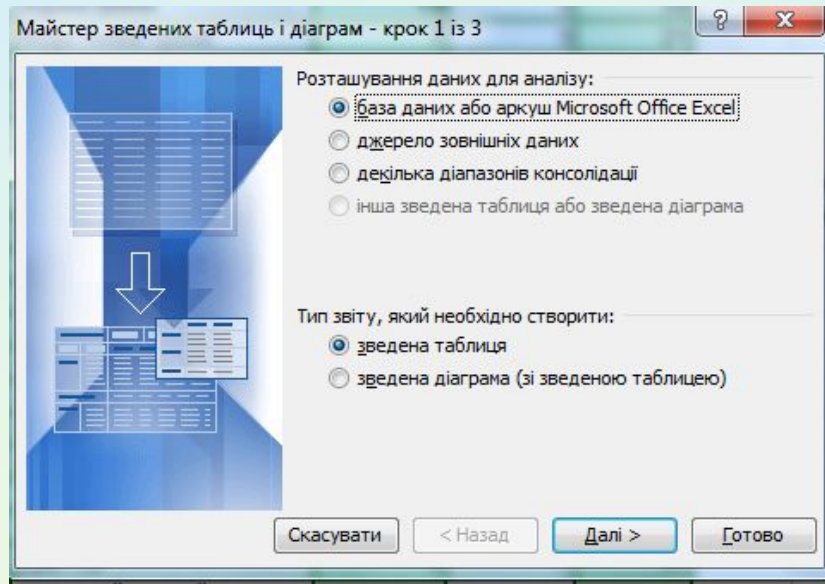 Майстер зведених таблиць і діаграм - крок 1 із 3
Розташування даних для аналізу:
база даних або аркуш Microsoft Office Excel
джерело зовнішніх даних
декілька діапазонів консолідації
інша зведена таблиця або зведена діаграма
Тип звіту, який необхідно створити:
зведена таблиця
зведена діаграма (зі зведеною таблицею)
Скасувати < Назад Далі > Готово